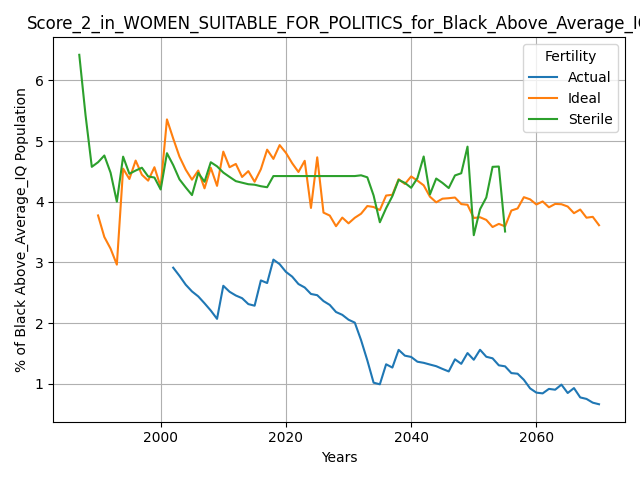 Score_2_in_WOMEN_SUITABLE_FOR_POLITICS_for_Black_Above_Average_IQ
Fertility
Actual
Ideal
Sterile
% of Black Above_Average_IQ Population
6
5
4
3
2
1
2000
2020
2040
2060
Years